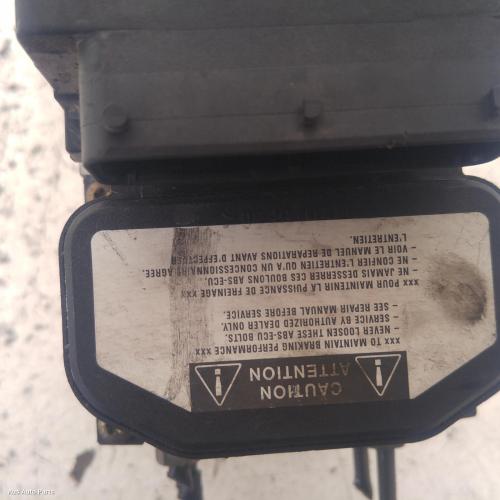 CAUTION
ATTENTION
xxx TO MAINTAIN BRAKING PERFORMANCE xxx
– NEVER LOOSEN THESE ABS-ECU BOLTS.
– SERVICE BY AUTHORIZED DEALER ONLY.
– SEE REPAIR MANUAL BEFORE SERVICE.
xxx POUR MAINTENIR LA PUISSANCE DE FREINAGE xxx
– NE JAMAIS DESSERRER CES BOULONS ABS-ECU.
– NE CONFIER L'ENTRETIEN QU'A UN CONCESSIONNAIRE AGREE.
– VOIR LE MANUEL DE REPARATIONS AVANT D'EFFECTUER
L'ENTRETIEN.
Aus Auto Parts